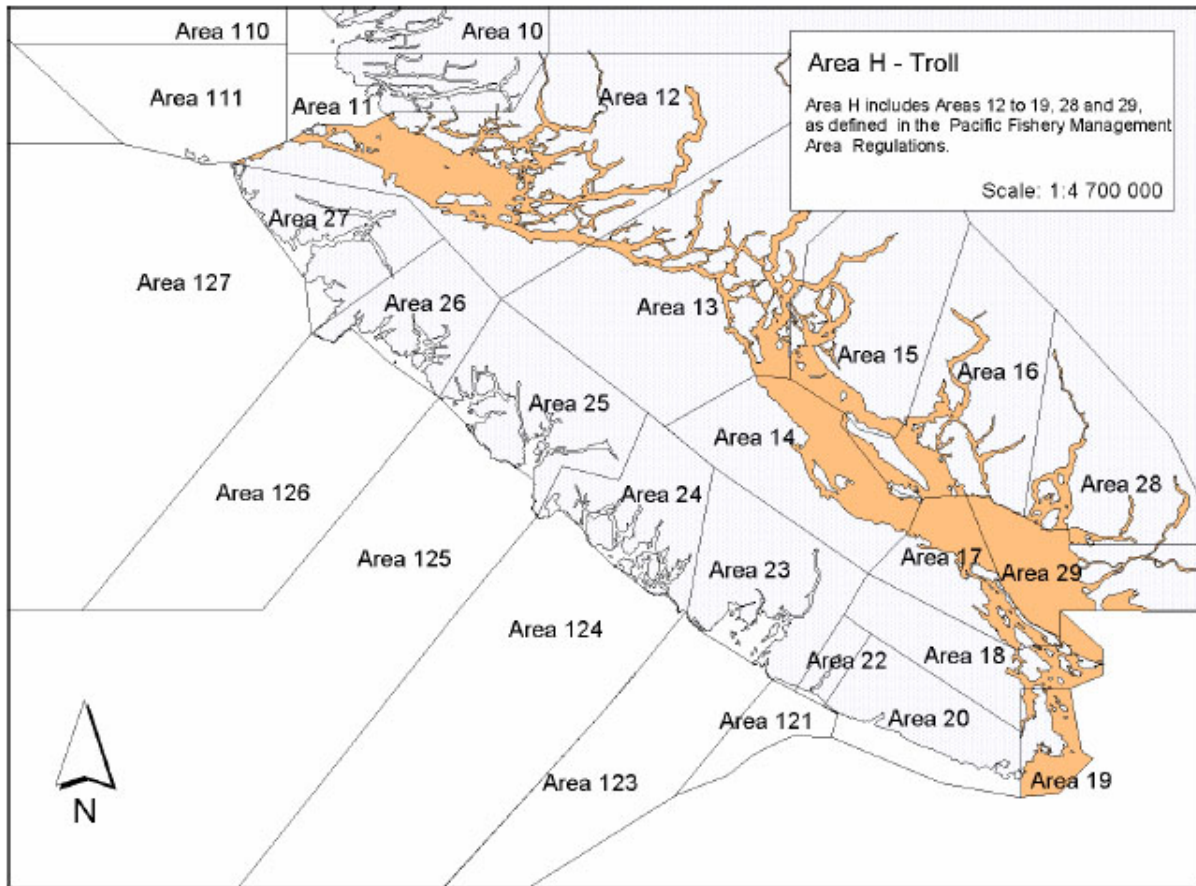 Area 110
Area 10
Area 111
Area 11
Area 12
Area H - Troll
Area H includes Areas 12 to 19, 28 and 29,
as defined in the Pacific Fishery Management
Area Regulations.
Scale: 1:4 700 000
Area 27
Area 127
Area 26
Area 13
Area 15
Area 16
Area 25
Area 14
Area 126
Area 24
Area 28
Area 125
Area 17
Area 23
Area 29
Area 124
Area 22
Area 18
Area 121
Area 20
Area 123
Area 19
N